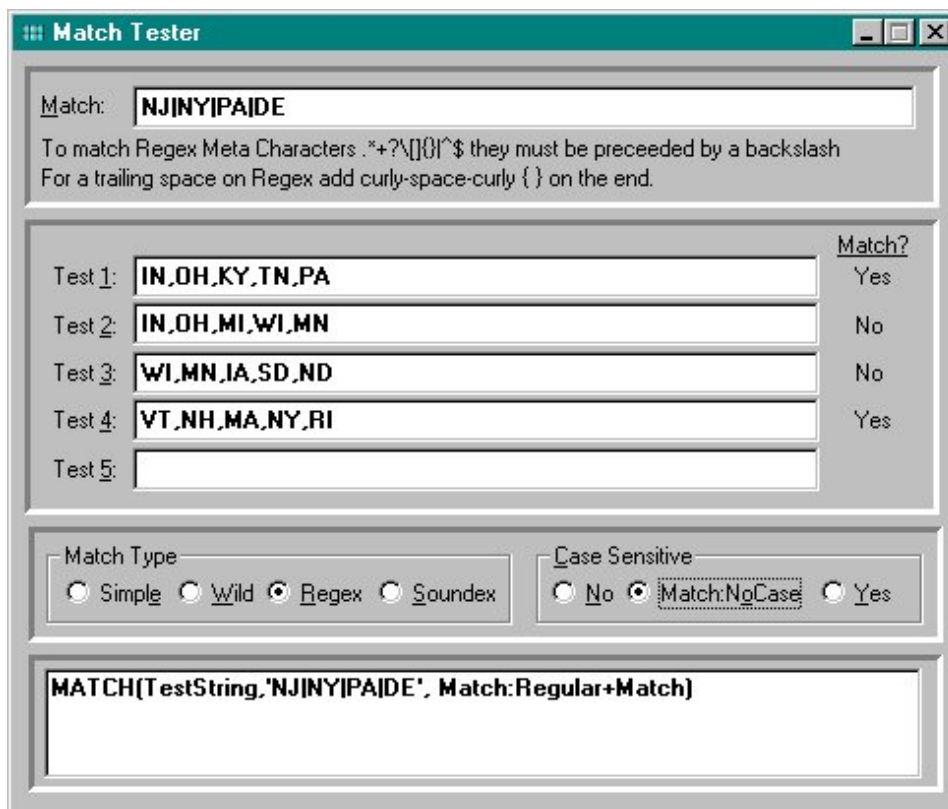 Match Tester
Match: NJ|NY|PA|DE
To match Regex Meta Characters .*+?\[]{}|^$ they must be preceeded by a backslash
For a trailing space on Regex add curly-space-curly { } on the end.
Match?
Test 1: IN,OH,KY,TN,PA Yes
Test 2: IN,OH,MI,WI,MN No
Test 3: WI,MN,IA,SD,ND No
Test 4: VT,NH,MA,NY,RI Yes
Test 5:
Match Type Case Sensitive
Simple Wild Regex Soundex No Match:NoCase Yes
MATCH(TestString,'NJ|NY|PA|DE', Match:Regular+Match)